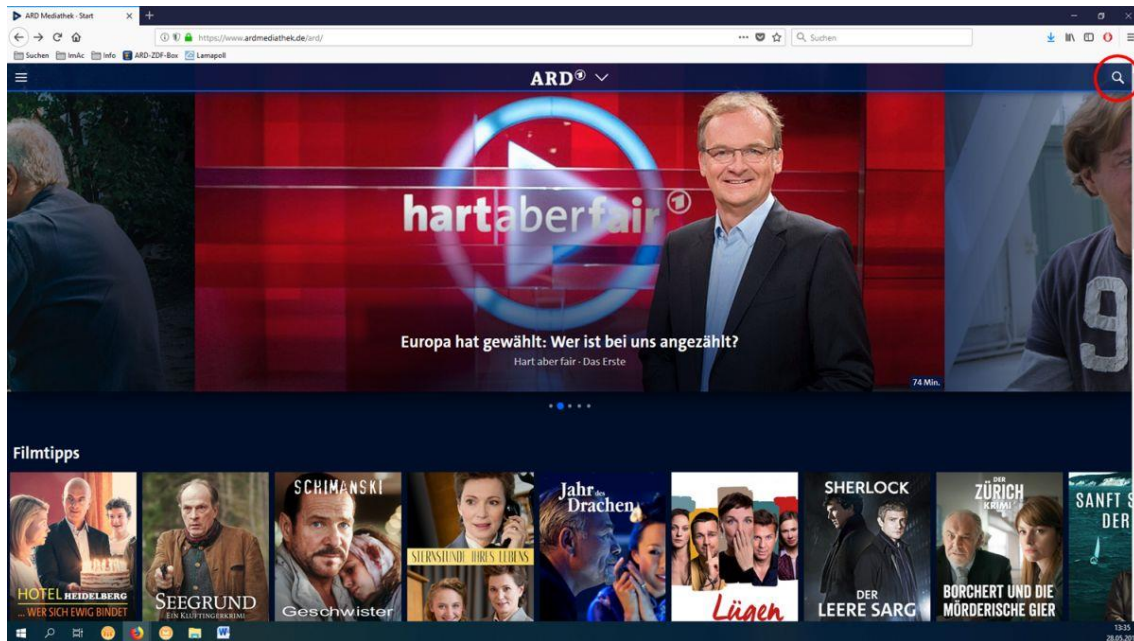 ARD Mediathek - Start
https://www.ardmediathek.de/ard/
Suchen
Suchen ImAc Info ARD-ZDF-Box Lamapoll
ARD
hartaberfair
Europa hat gewählt: Wer ist bei uns angezählt?
Hart aber fair - Das Erste
74 Min.
9
Filmtipps
HOTEL HEIDELBERG
... WER SICH EWIG BINDET
SEEGRUND
EIN KLUFTINGERKRIMI
SCHIMANSKI
Geschwister
STERNSTUNDE IHRES LEBENS
Jahr des
Drachen
Lügen
SHERLOCK
DER
LEERE SARG
DER
ZÜRICH
KRIMI
BORCHERT UND DIE
MÖRDERISCHE GIER
SANFT S
DER
13:35